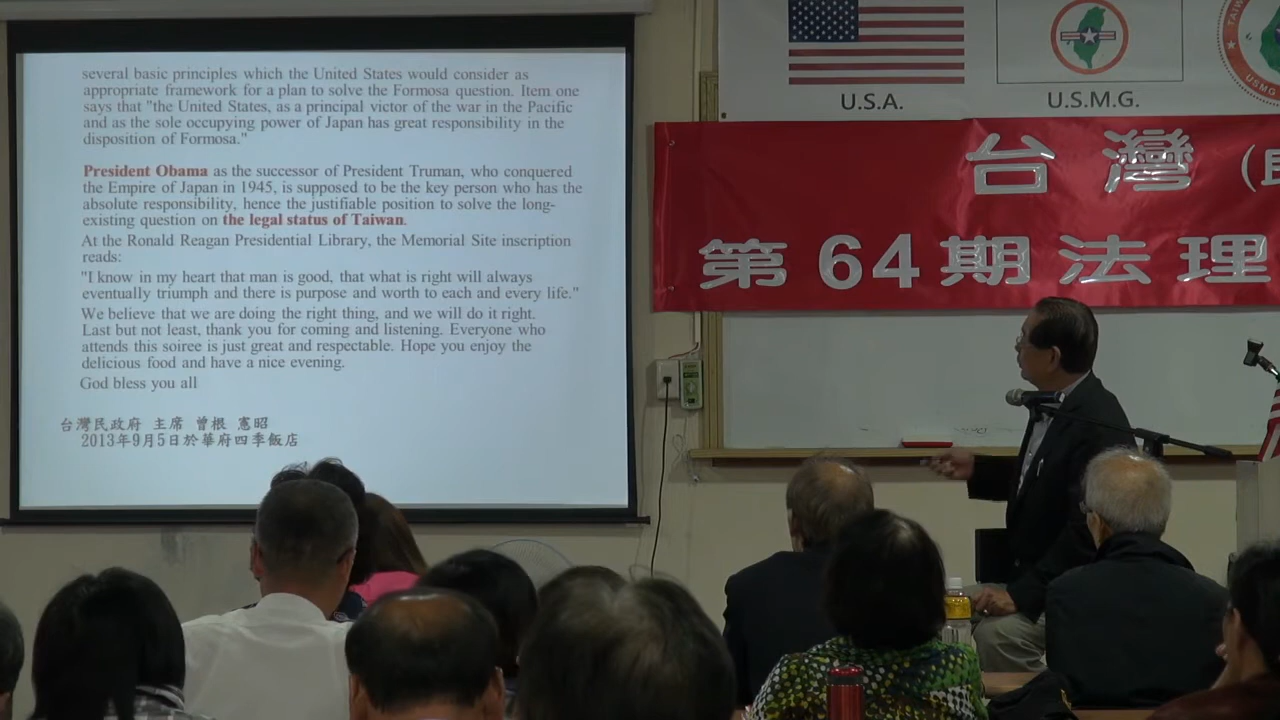 several basic principles which the United States would consider as
appropriate framework for a plan to solve the Formosa question. Item one
says that "the United States, as a principal victor of the war in the Pacific
and as the sole occupying power of Japan has great responsibility in the
disposition of Formosa."
President Obama as the successor of President Truman, who conquered
the Empire of Japan in 1945, is supposed to be the key person who has the
absolute responsibility, hence the justifiable position to solve the long-
existing question on the legal status of Taiwan.
At the Ronald Reagan Presidential Library, the Memorial Site inscription
reads:
"I know in my heart that man is good, that what is right will always
eventually triumph and there is purpose and worth to each and every life."
We believe that we are doing the right thing, and we will do it right.
Last but not least, thank you for coming and listening. Everyone who
attends this soiree is just great and respectable. Hope you enjoy the
delicious food and have a nice evening.
God bless you all
台灣民政府 主席 曾根 憲昭
2013年9月5日於華府四季飯店
U.S.A.
U.S.M.G.
台灣(
第64期法理